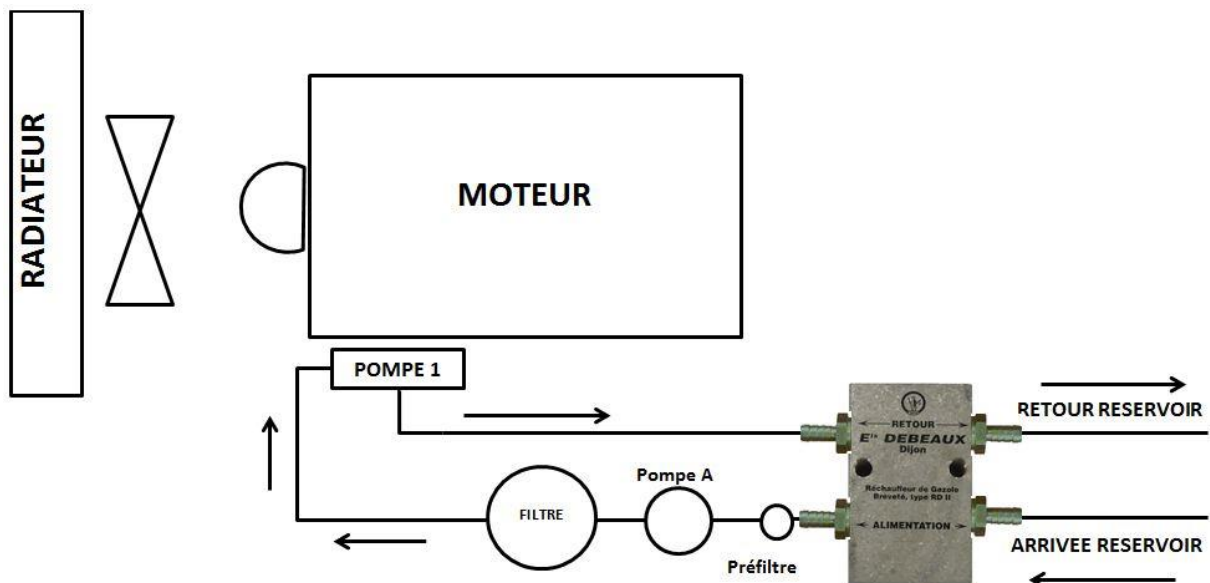 RADIATEUR
MOTEUR
POMPE 1
RETOUR RESERVOIR
RETOUR
Ets DEBEAUX
Dijon
Pompe A
Réchauffeur de Gazole
Breveté, type RD II
FILTRE
ALIMENTATION
ARRIVEE RESERVOIR
Préfiltre